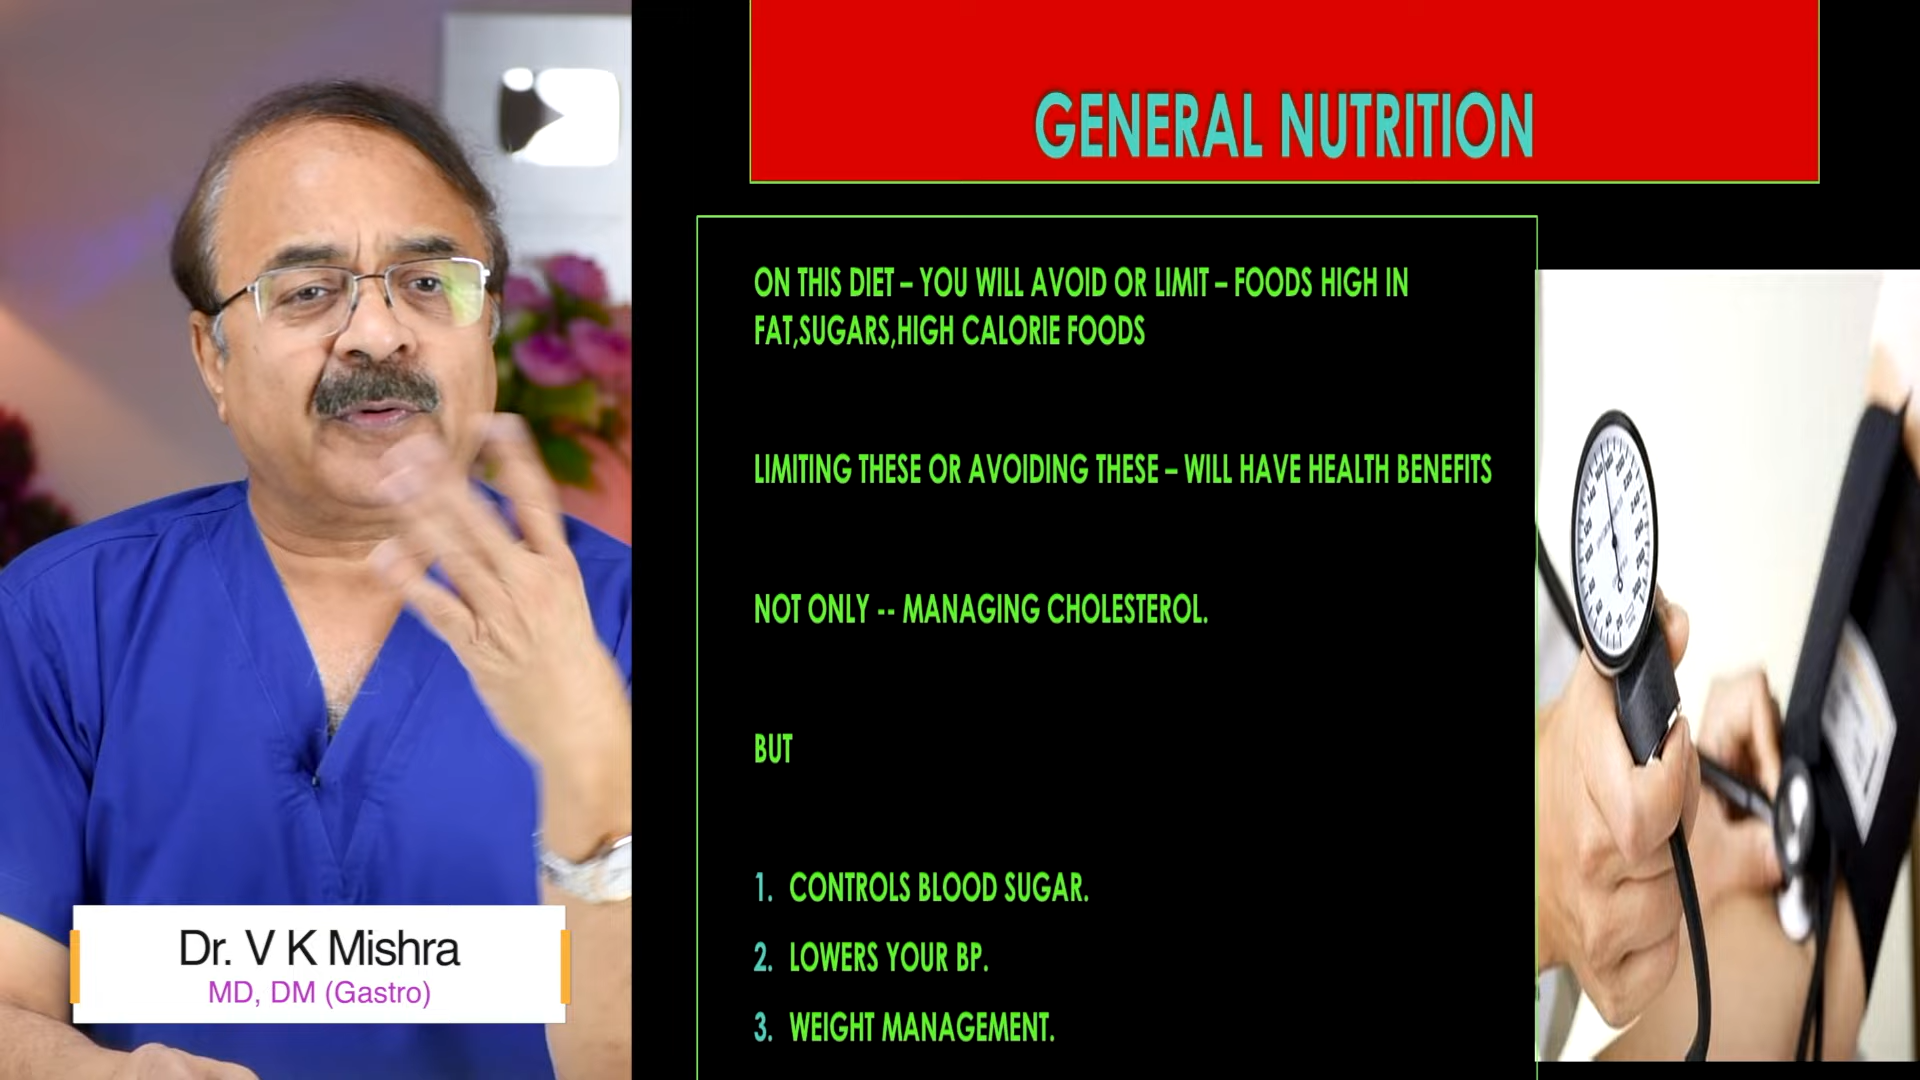 GENERAL NUTRITION
ON THIS DIET – YOU WILL AVOID OR LIMIT – FOODS HIGH IN
FAT,SUGARS,HIGH CALORIE FOODS
LIMITING THESE OR AVOIDING THESE – WILL HAVE HEALTH BENEFITS
NOT ONLY -- MANAGING CHOLESTEROL.
BUT
1. CONTROLS BLOOD SUGAR.
2. LOWERS YOUR BP.
3. WEIGHT MANAGEMENT.
Dr. V K Mishra
MD, DM (Gastro)